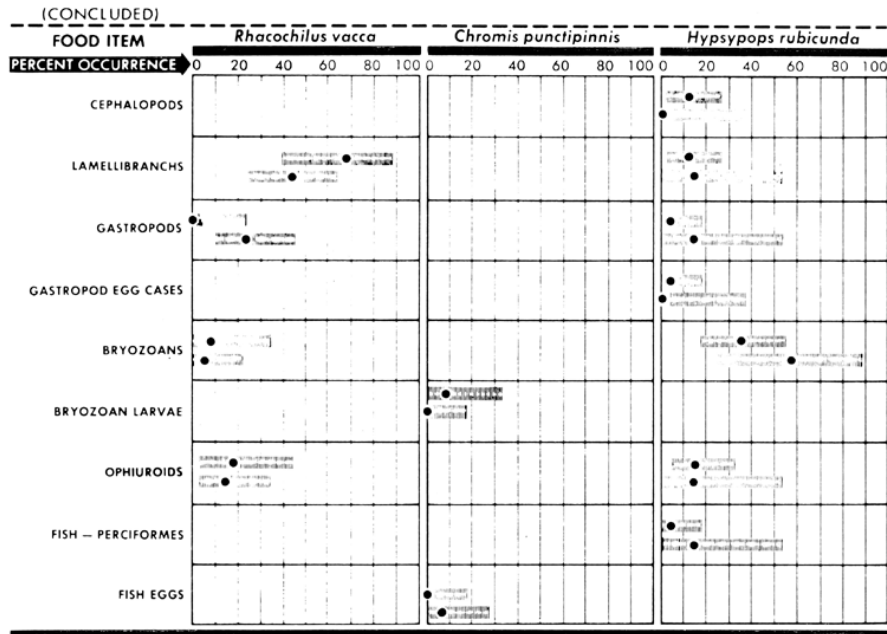 (CONCLUDED)
FOOD ITEM Rhacochilus vacca Chromis punctipinnis Hypsypops rubicunda
PERCENT OCCURRENCE 0 20 40 60 80 100 0 20 40 60 80 100 0 20 40 60 80 100
CEPHALOPODS
LAMELLIBRANCHS
GASTROPODS
GASTROPOD EGG CASES
BRYOZOANS
BRYOZOAN LARVAE
OPHIUROIDS
FISH — PERCIFORMES
FISH EGGS